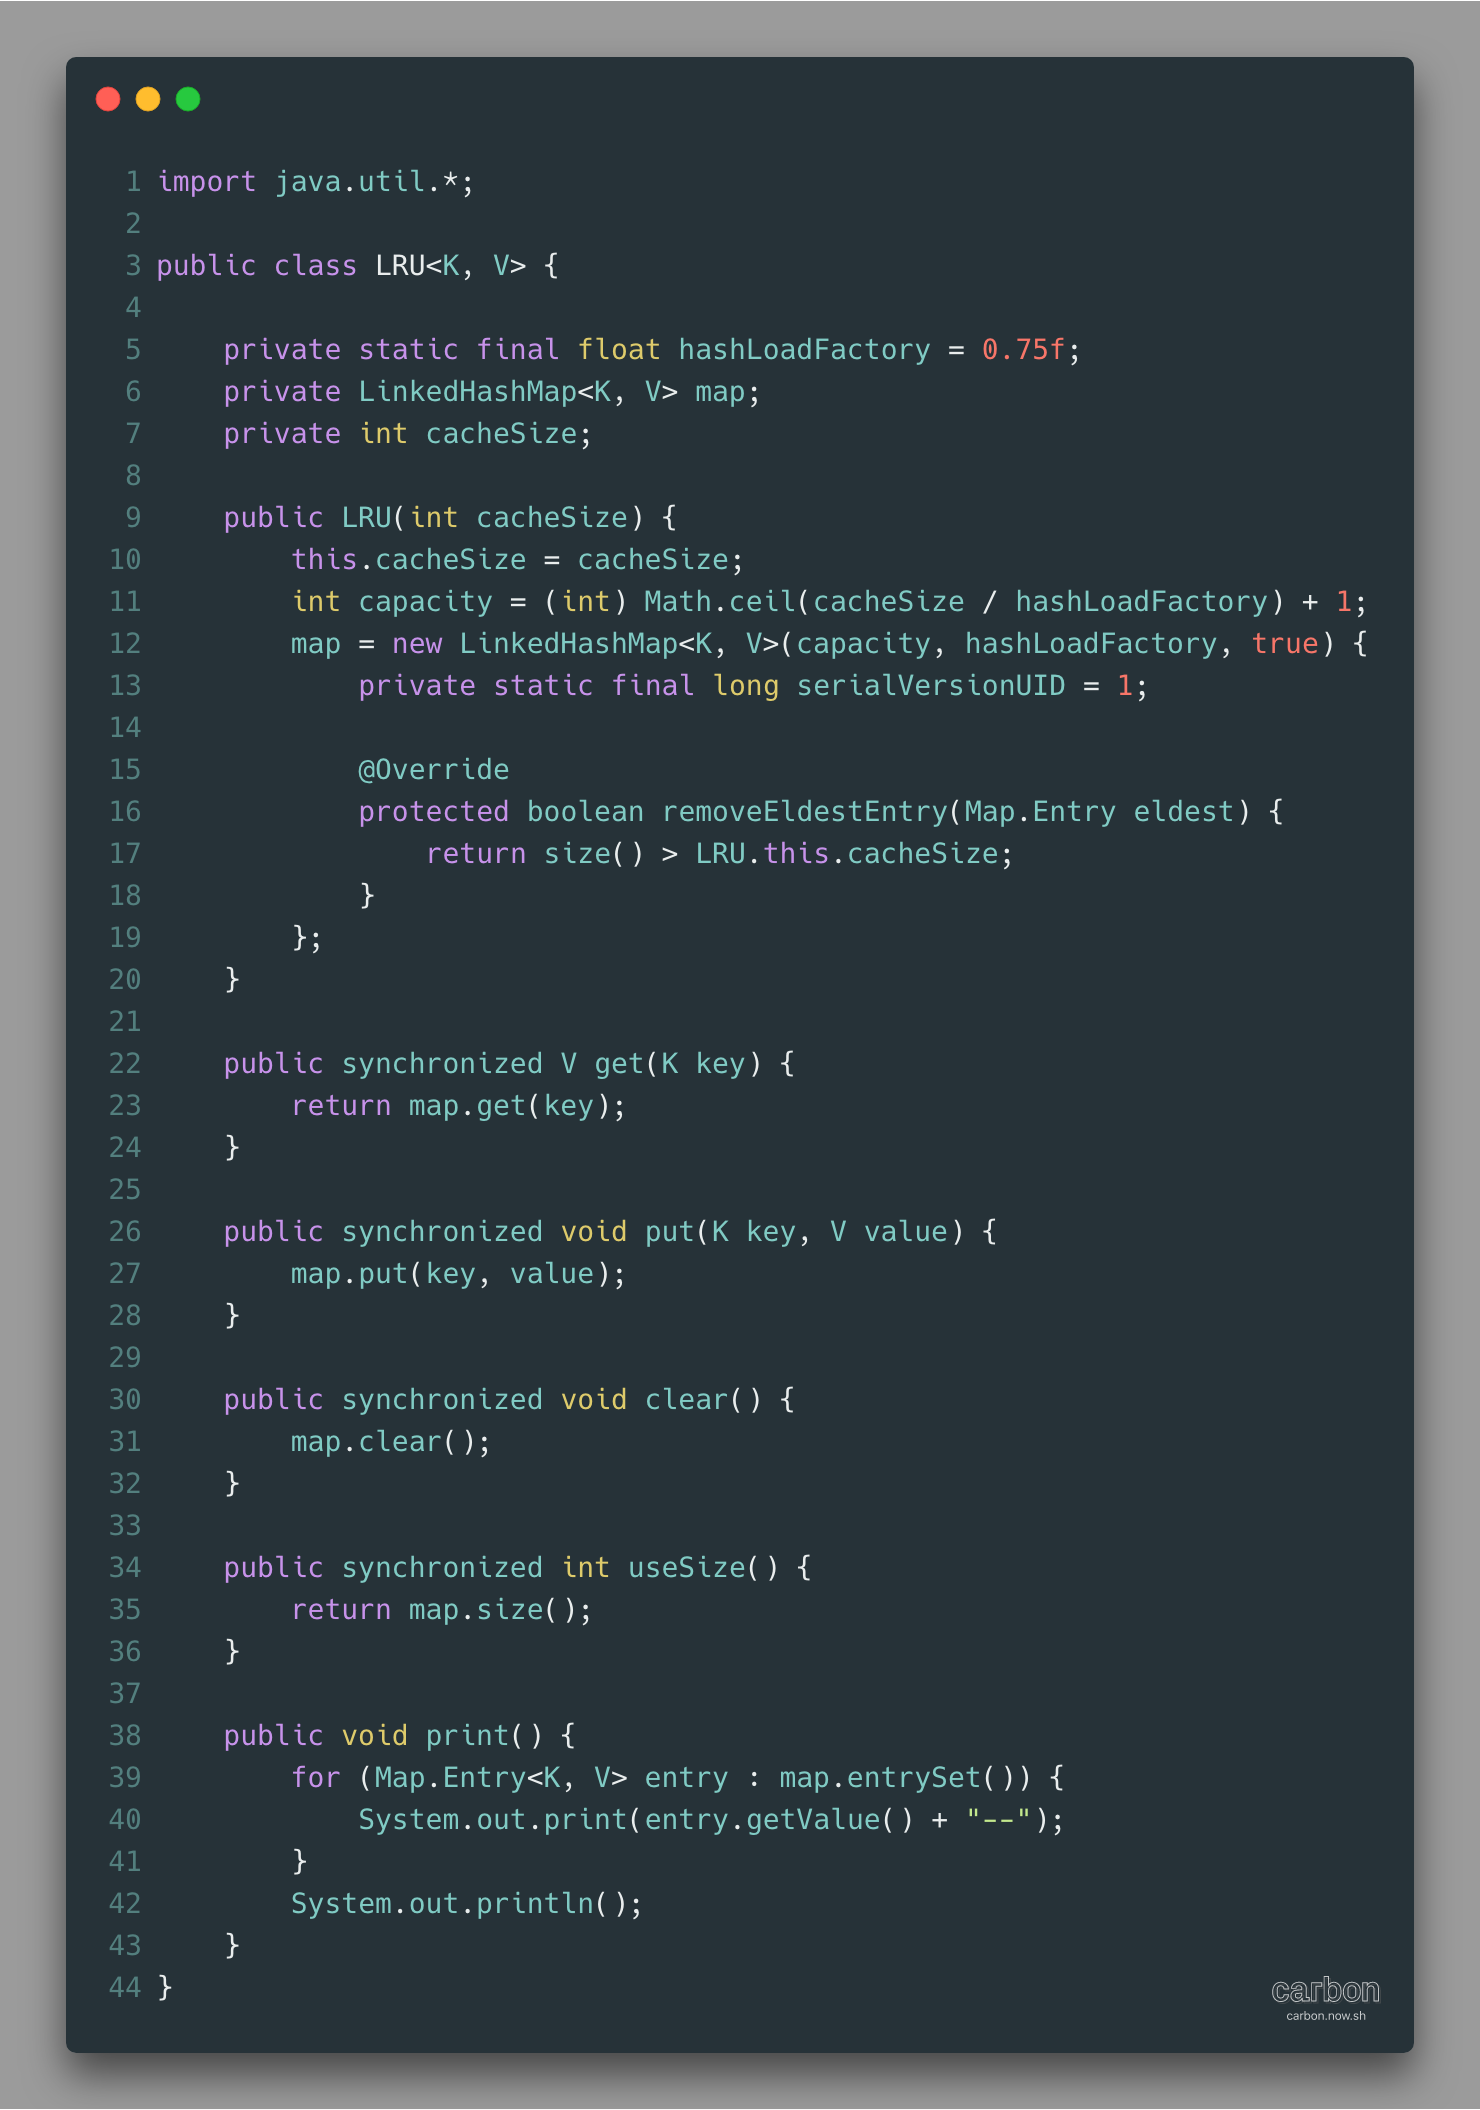 1 import java.util.*;
2
3 public class LRU<K, V> {
4
5     private static final float hashLoadFactory = 0.75f;
6     private LinkedHashMap<K, V> map;
7     private int cacheSize;
8
9     public LRU(int cacheSize) {
10         this.cacheSize = cacheSize;
11         int capacity = (int) Math.ceil(cacheSize / hashLoadFactory) + 1;
12         map = new LinkedHashMap<K, V>(capacity, hashLoadFactory, true) {
13             private static final long serialVersionUID = 1;
14
15             @Override
16             protected boolean removeEldestEntry(Map.Entry eldest) {
17                 return size() > LRU.this.cacheSize;
18             }
19         };
20     }
21
22     public synchronized V get(K key) {
23         return map.get(key);
24     }
25
26     public synchronized void put(K key, V value) {
27         map.put(key, value);
28     }
29
30     public synchronized void clear() {
31         map.clear();
32     }
33
34     public synchronized int useSize() {
35         return map.size();
36     }
37
38     public void print() {
39         for (Map.Entry<K, V> entry : map.entrySet()) {
40             System.out.print(entry.getValue() + "--");
41         }
42         System.out.println();
43     }
44 }
carbon
carbon.now.sh